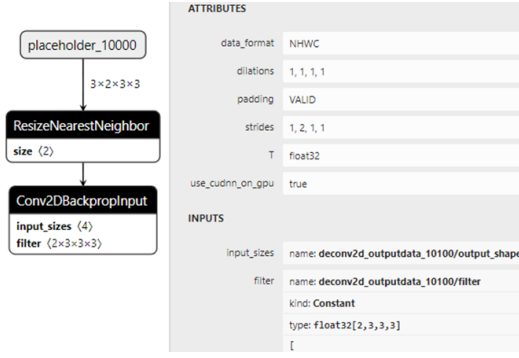 placeholder_10000
3×2×3×3
ResizeNearestNeighbor
size ⟨2⟩
Conv2DBackpropInput
input_sizes ⟨4⟩
filter ⟨2×3×3×3⟩
ATTRIBUTES
data_format NHWC
dilations 1, 1, 1, 1
padding VALID
strides 1, 2, 1, 1
T float32
use_cudnn_on_gpu true
INPUTS
input_sizes name: deconv2d_outputdata_10100/output_shape
filter name: deconv2d_outputdata_10100/filter
kind: Constant
type: float32[2,3,3,3]
[